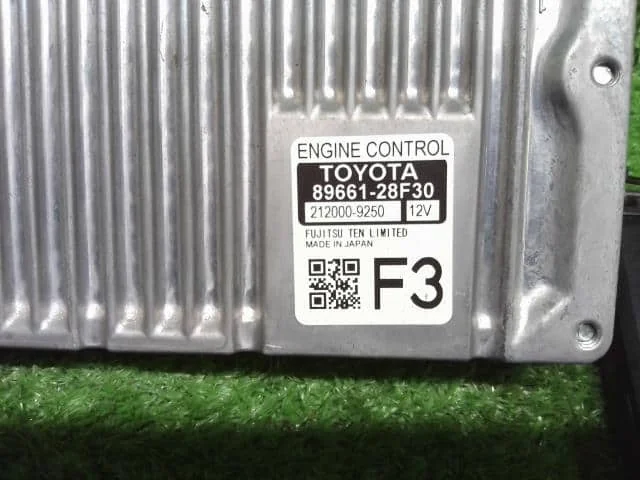 ENGINE CONTROL
TOYOTA
89661-28F30
212000-9250 12V
FUJITSU TEN LIMITED
MADE IN JAPAN
F3